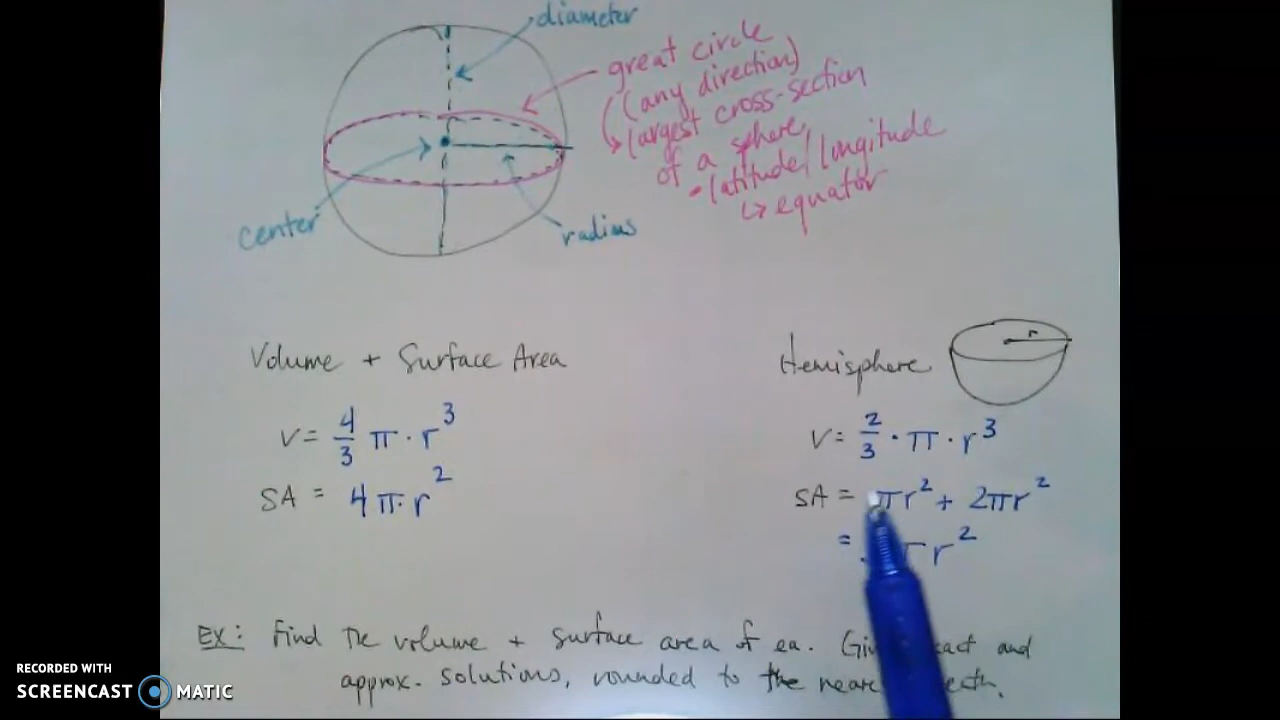 diameter
great circle
(any direction)
largest cross-section
of a sphere
• latitude/longitude
↳ equator
center
radius
Volume + Surface Area
V = 4/3 π · r³
SA = 4π · r²
r
Hemisphere
V = 2/3 · π · r³
SA = πr² + 2πr²
= r²
Ex: Find the volume + surface area of ea. and
approx. solutions, rounded to the
RECORDED WITH
SCREENCAST MATIC